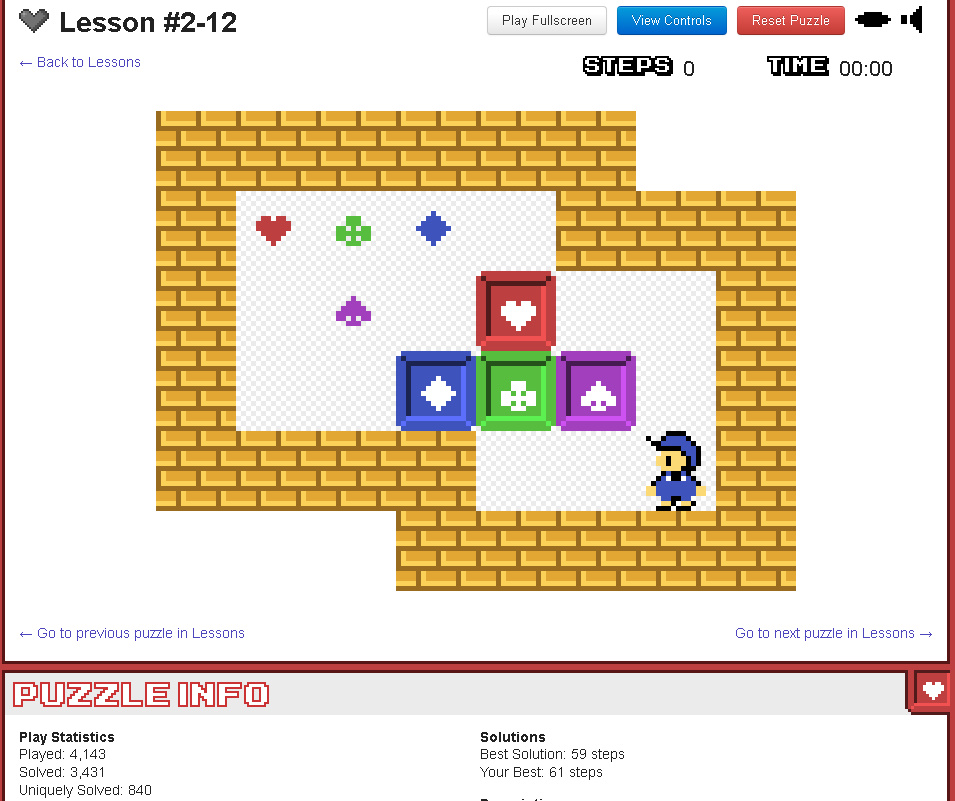 Lesson #2-12
Play Fullscreen
View Controls
Reset Puzzle
← Back to Lessons
STEPS 0
TIME 00:00
← Go to previous puzzle in Lessons
Go to next puzzle in Lessons →
PUZZLE INFO
Play Statistics
Played: 4,143
Solved: 3,431
Uniquely Solved: 840
Solutions
Best Solution: 59 steps
Your Best: 61 steps